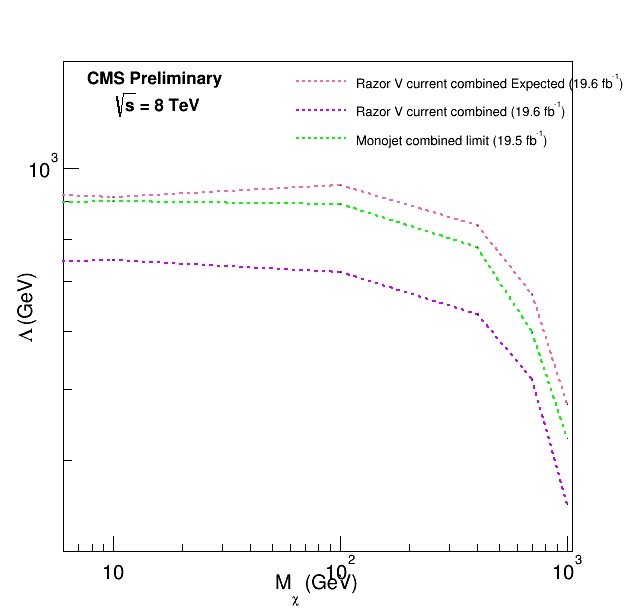 CMS Preliminary
√s = 8 TeV
Razor V current combined Expected (19.6 fb⁻¹)
Razor V current combined (19.6 fb⁻¹)
Monojet combined limit (19.5 fb⁻¹)
10³
Λ (GeV)
10 10² 10³
Mχ (GeV)